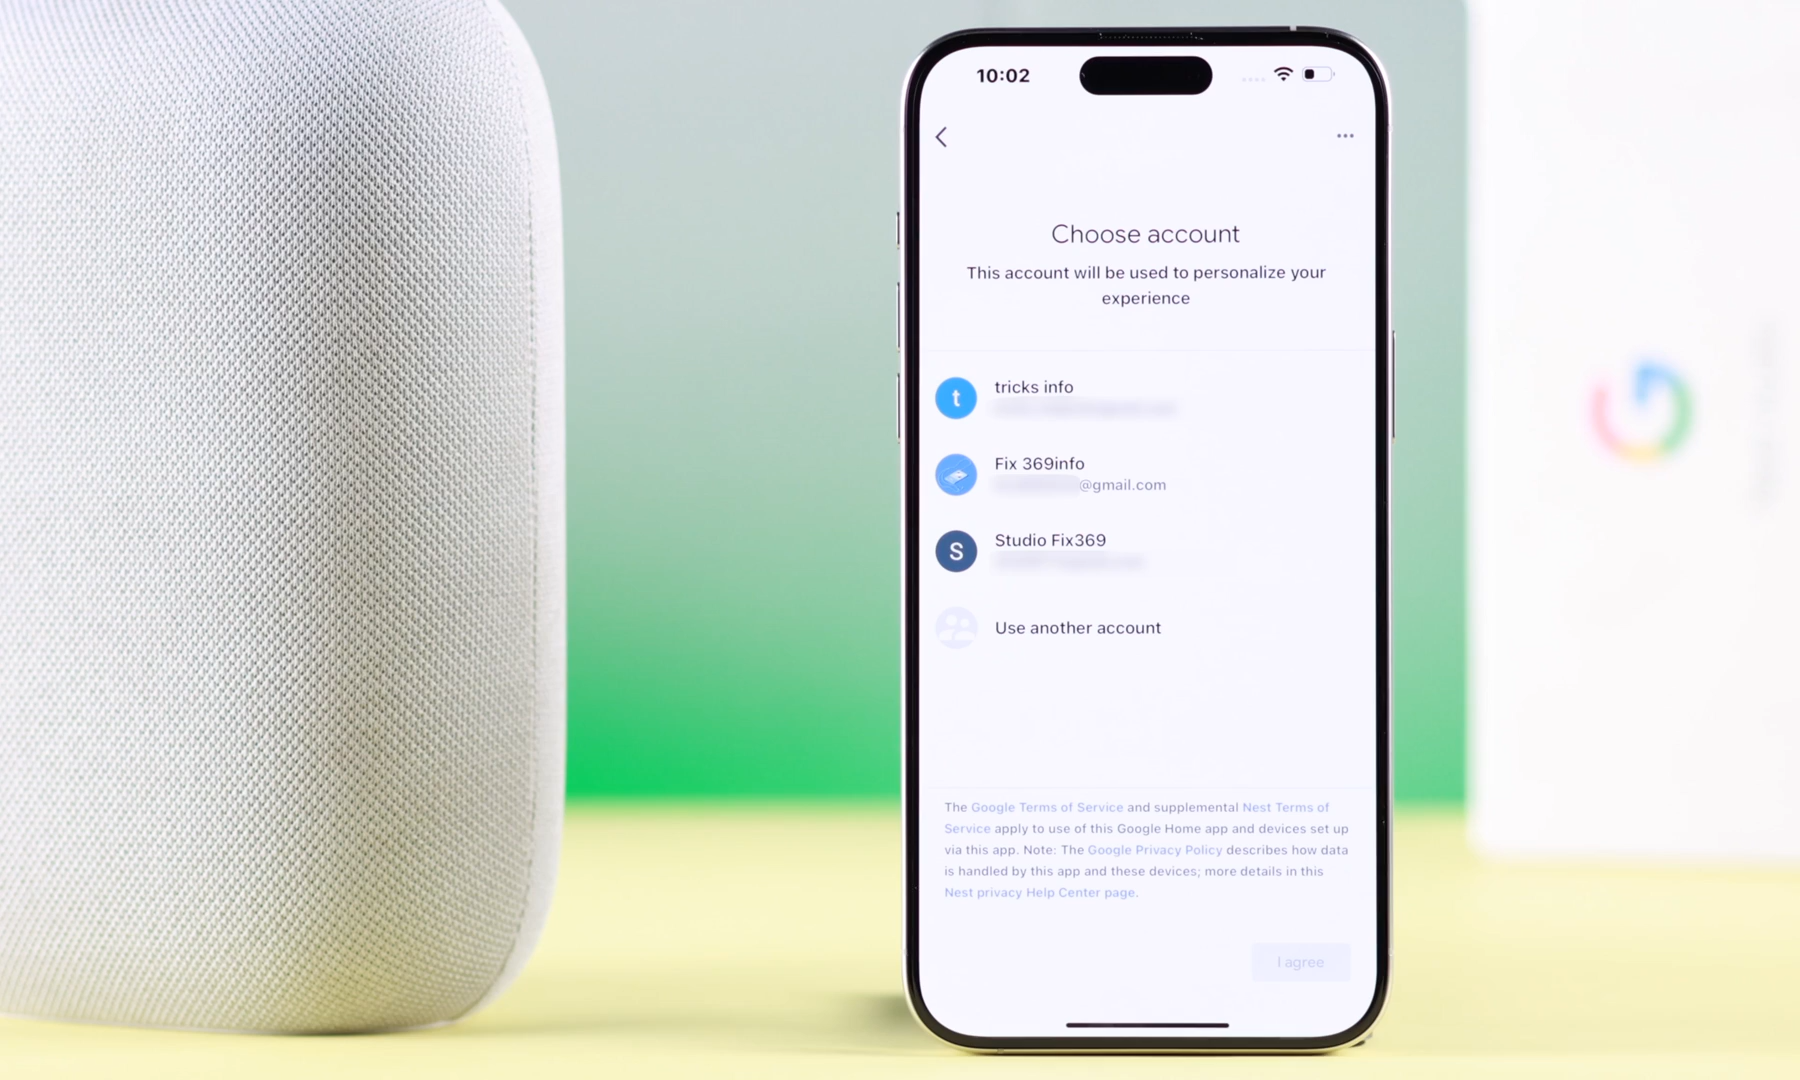 10:02
Choose account
This account will be used to personalize your
experience
t
tricks info
Fix 369info
@gmail.com
S
Studio Fix369
Use another account
The Google Terms of Service and supplemental Nest Terms of
Service apply to use of this Google Home app and devices set up
via this app. Note: The Google Privacy Policy describes how data
is handled by this app and these devices; more details in this
Nest privacy Help Center page.
I agree
G